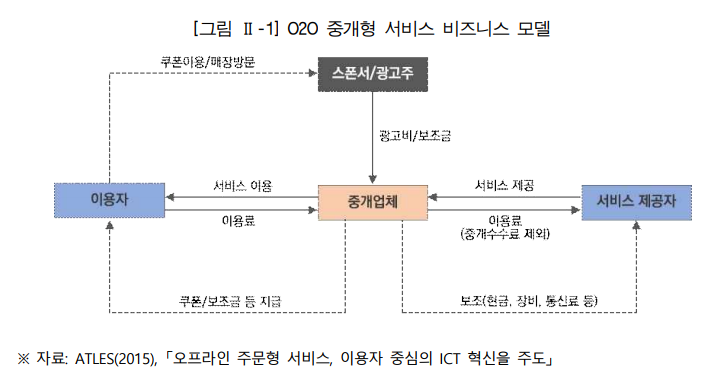 [그림 Ⅱ-1] O2O 중개형 서비스 비즈니스 모델
쿠폰이용/매장방문
스폰서/광고주
광고비/보조금
서비스 이용
서비스 제공
이용자
중개업체
서비스 제공자
이용료
이용료
(중개수수료 제외)
쿠폰/보조금 등 지급
보조(현금, 장비, 통신료 등)
※ 자료: ATLES(2015),「오프라인 주문형 서비스, 이용자 중심의 ICT 혁신을 주도」